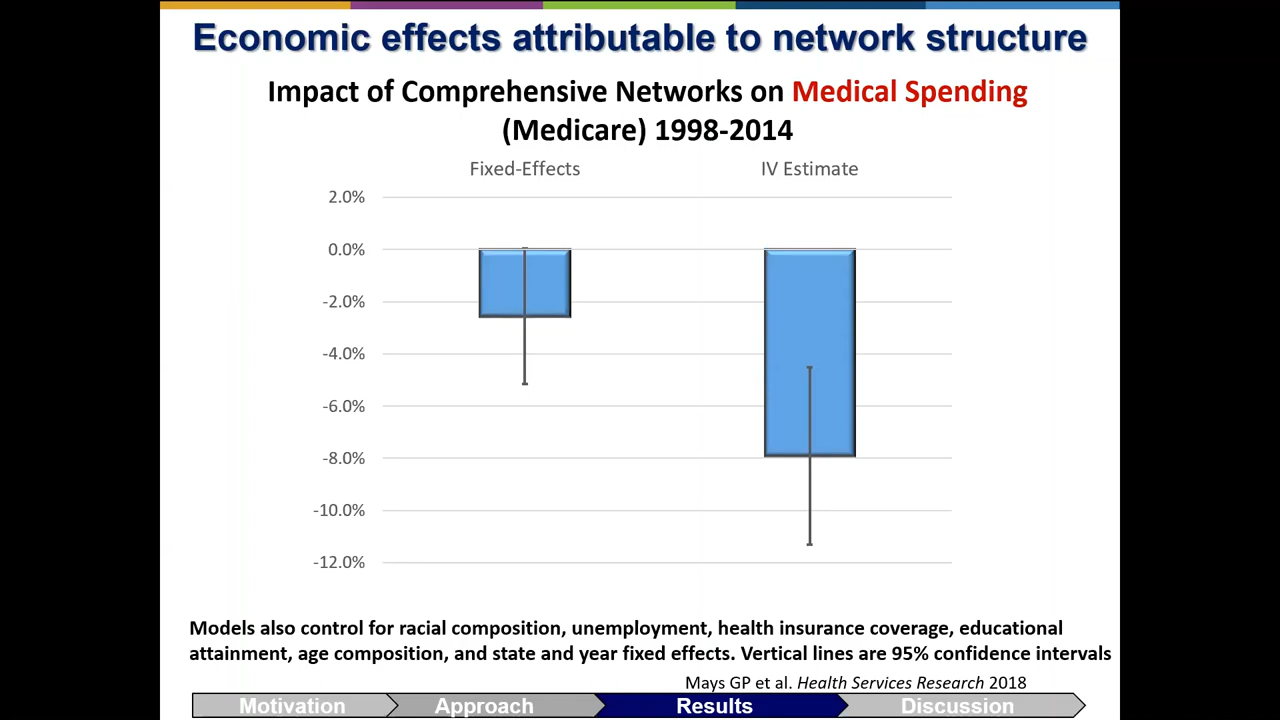 Economic effects attributable to network structure
Impact of Comprehensive Networks on Medical Spending
(Medicare) 1998-2014
Fixed-Effects
IV Estimate
2.0%
0.0%
-2.0%
-4.0%
-6.0%
-8.0%
-10.0%
-12.0%
Models also control for racial composition, unemployment, health insurance coverage, educational
attainment, age composition, and state and year fixed effects. Vertical lines are 95% confidence intervals
Mays GP et al. Health Services Research 2018
Motivation
Approach
Results
Discussion